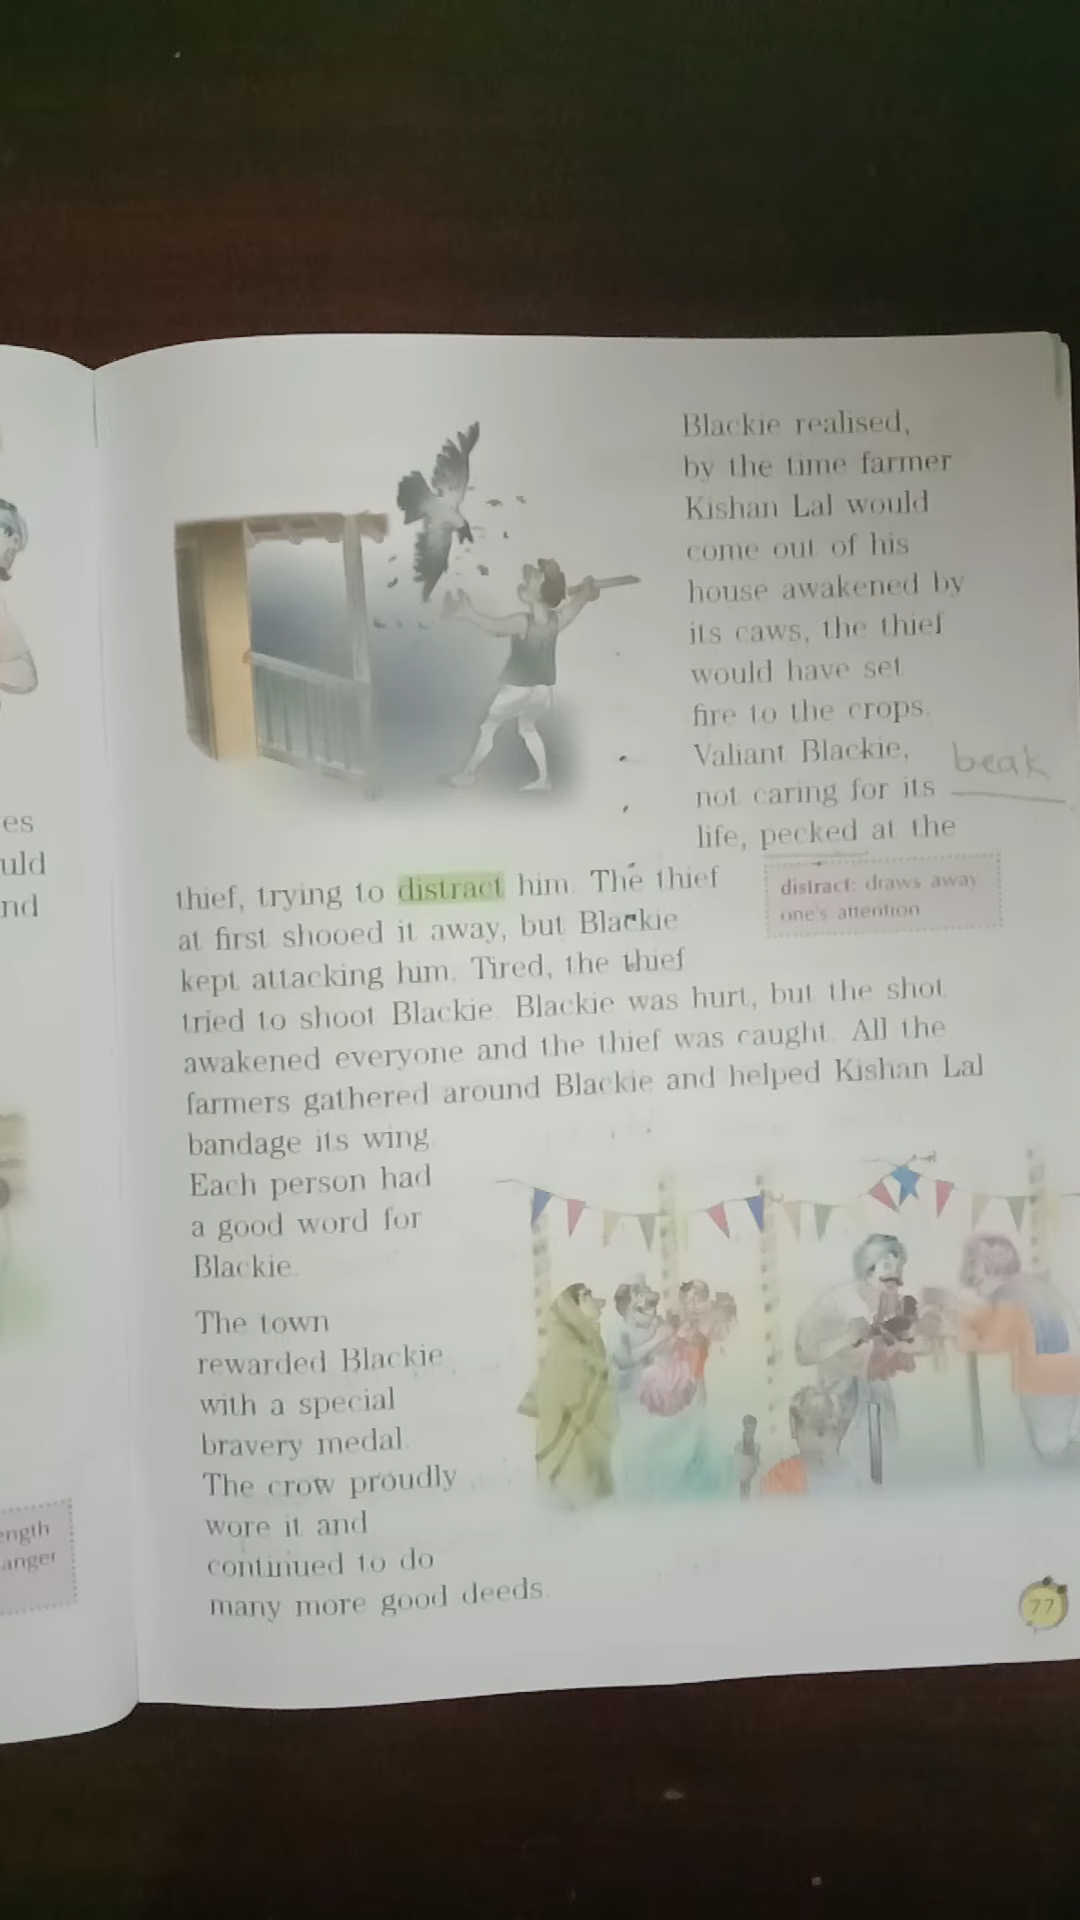 Blackie realised,
by the time farmer
Kishan Lal would
come out of his
house awakened by
its caws, the thief
would have set
fire to the crops.
Valiant Blackie,
not caring for its
beak
life, pecked at the
thief, trying to distract him. The thief
distract: draws away
one's attention
at first shooed it away, but Blackie
kept attacking him. Tired, the thief
tried to shoot Blackie. Blackie was hurt, but the shot
awakened everyone and the thief was caught. All the
farmers gathered around Blackie and helped Kishan Lal
bandage its wing.
Each person had
a good word for
Blackie.
The town
rewarded Blackie
with a special
bravery medal.
The crow proudly
wore it and
continued to do
many more good deeds.
77
es
uld
nd
ength
anger